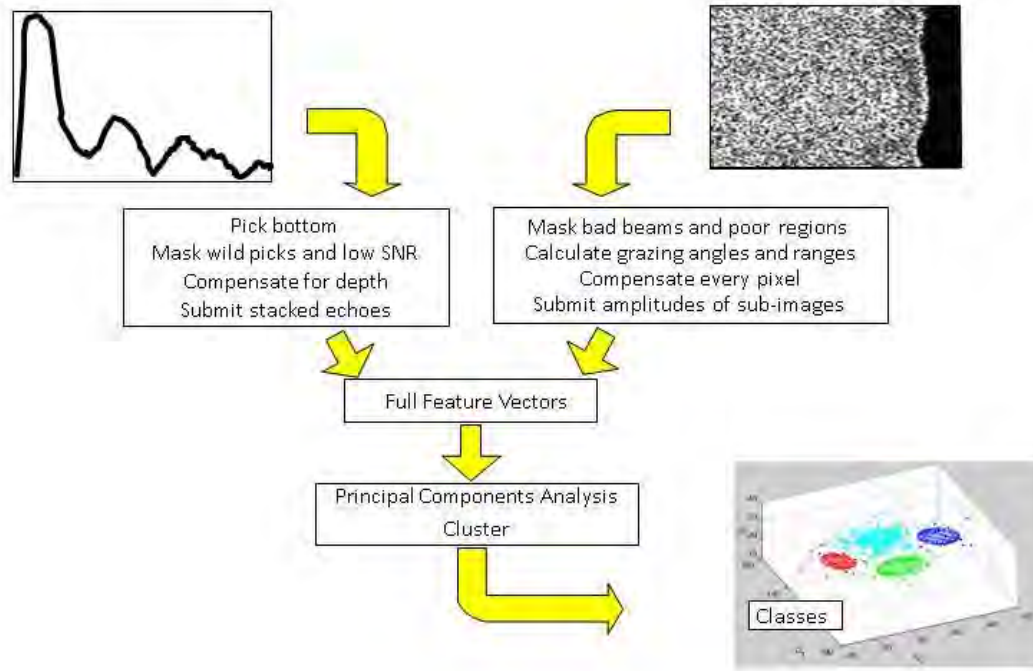 Pick bottom
Mask wild picks and low SNR
Compensate for depth
Submit stacked echoes
Mask bad beams and poor regions
Calculate grazing angles and ranges
Compensate every pixel
Submit amplitudes of sub-images
Full Feature Vectors
Principal Components Analysis
Cluster
Classes